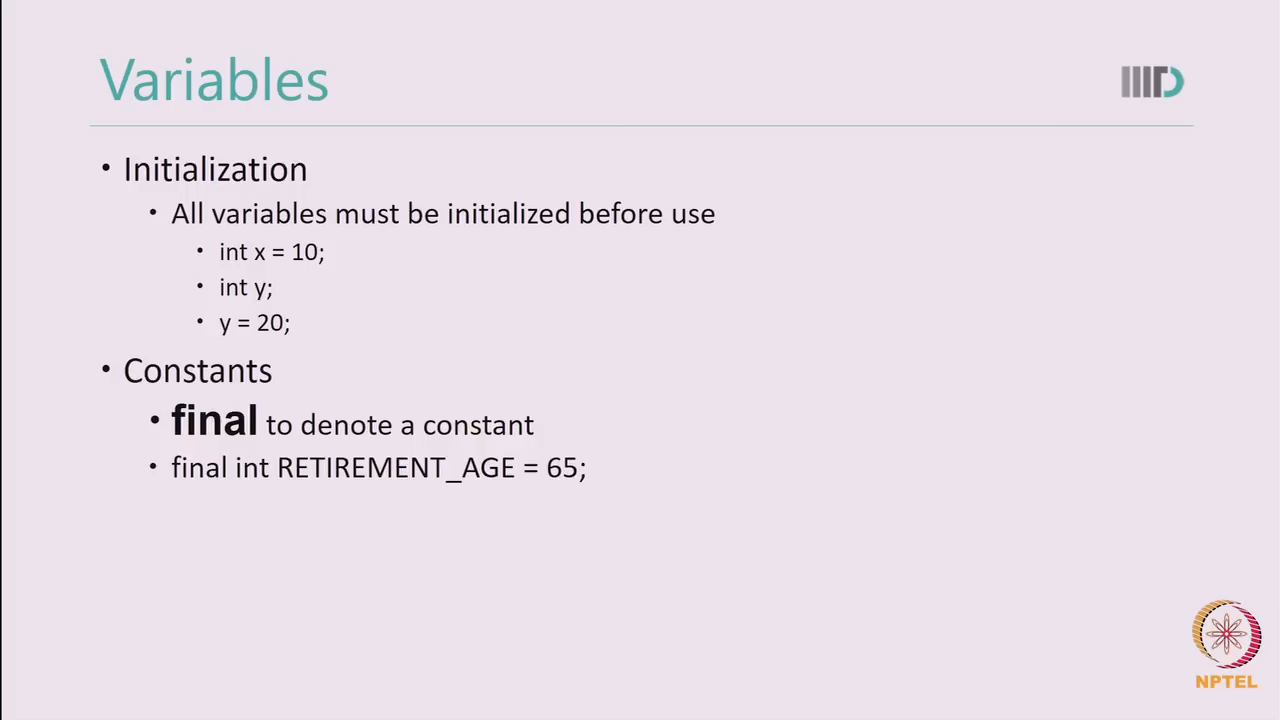 Variables
• Initialization
• All variables must be initialized before use
• int x = 10;
• int y;
• y = 20;
• Constants
• final to denote a constant
• final int RETIREMENT_AGE = 65;
NPTEL